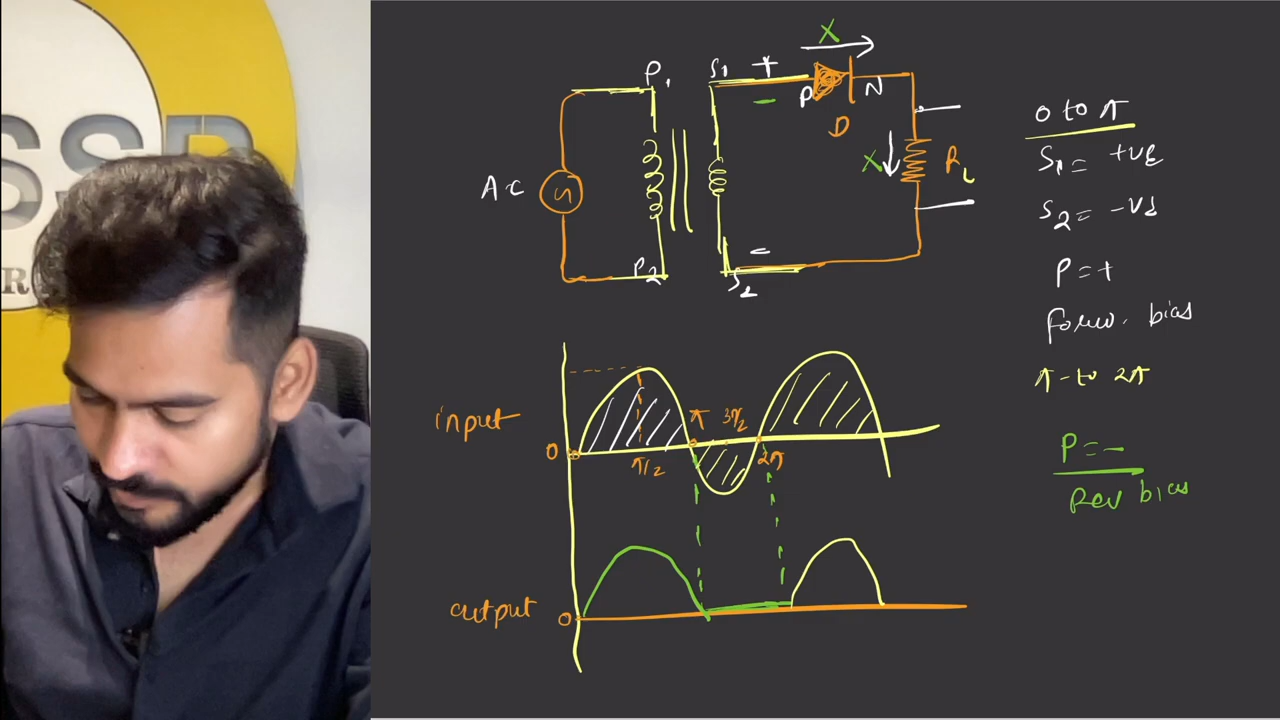 SSP
R
X
P1 S1 +
-
P N
D
A C
X RL
P2
S2 -
0 to π
S1 = +ve
S2 = -ve
P = +
Forw. bias
π - to 2π
P = -
Rev bias
input
0 π/2 π 3π/2 2π
output 0